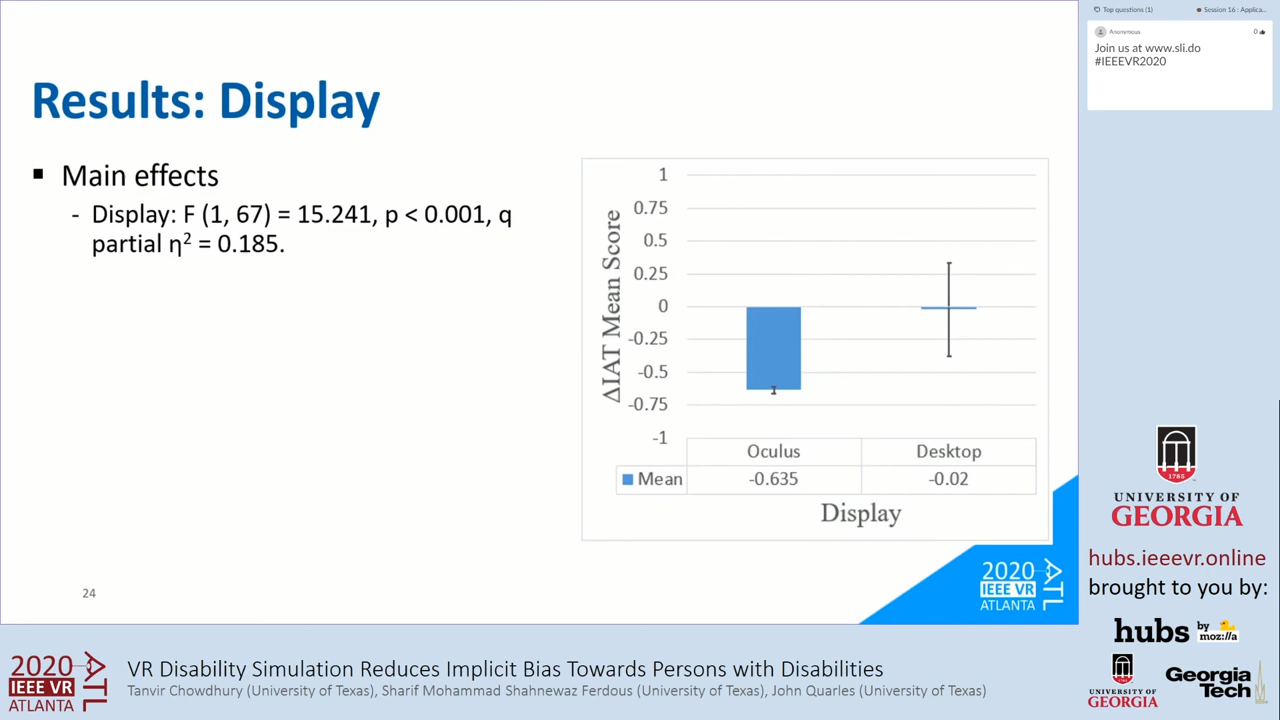 Results: Display
▪ Main effects
- Display: F (1, 67) = 15.241, p < 0.001, q
partial η² = 0.185.
ΔIAT Mean Score
1
0.75
0.5
0.25
0
-0.25
-0.5
-0.75
-1
Oculus Desktop
Mean -0.635 -0.02
Display
24
2020
IEEE VR
ATLANTA
ATL
Top questions (1) Session 16 : Applica...
Anonymous 0
Join us at www.sli.do
#IEEEVR2020
1785
UNIVERSITY OF
GEORGIA
hubs.ieeevr.online
brought to you by:
hubs by moz://a
UNIVERSITY OF
GEORGIA
Georgia
Tech
2020
IEEE VR
ATLANTA
ATL
VR Disability Simulation Reduces Implicit Bias Towards Persons with Disabilities
Tanvir Chowdhury (University of Texas), Sharif Mohammad Shahnewaz Ferdous (University of Texas), John Quarles (University of Texas)